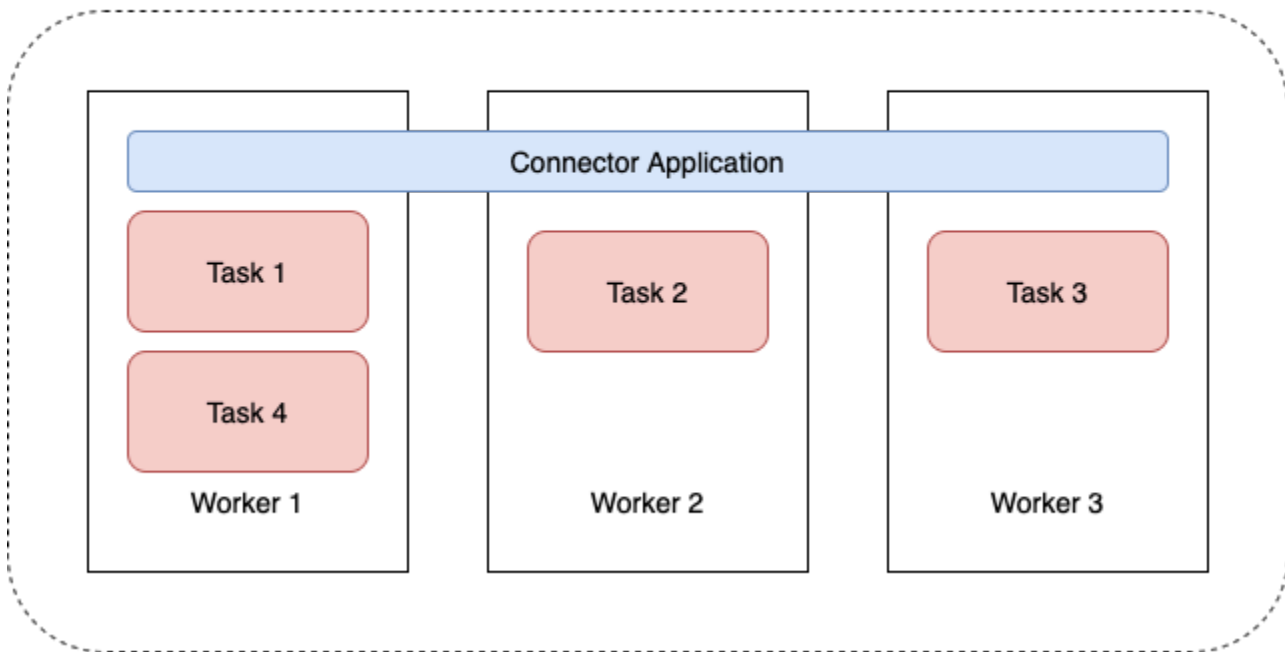 Connector Application
Task 1
Task 4
Worker 1
Task 2
Worker 2
Task 3
Worker 3